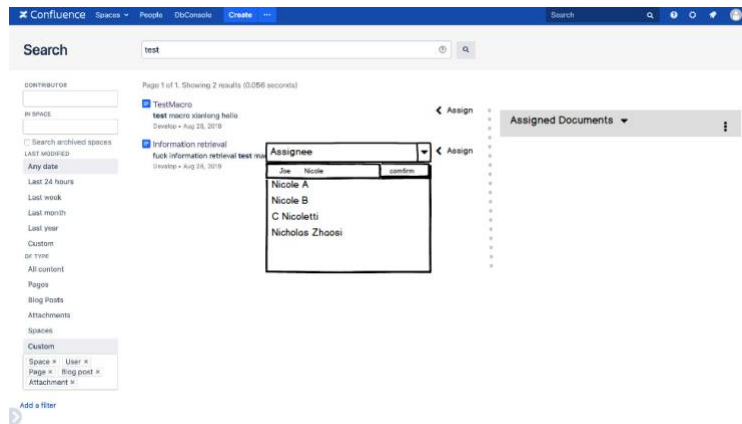 Confluence Spaces People DbConsole Create ... Search
Search
test
CONTRIBUTOR
IN SPACE
Search archived spaces
LAST MODIFIED
Any date
Last 24 hours
Last week
Last month
Last year
Custom
OF TYPE
All content
Pages
Blog Posts
Attachments
Spaces
Custom
Space × User ×
Page × Blog post ×
Attachment ×
Add a filter
Page 1 of 1. Showing 2 results (0.056 seconds)
TestMacro
test macro xianlong hello
Develop • Aug 28, 2019
Assign
Information retrieval
fuck information retrieval test ma
Develop • Aug 28, 2019
Assign
Assignee
Joe Nicole comfirm
Nicole A
Nicole B
C Nicoletti
Nicholas Zhaosi
Assigned Documents